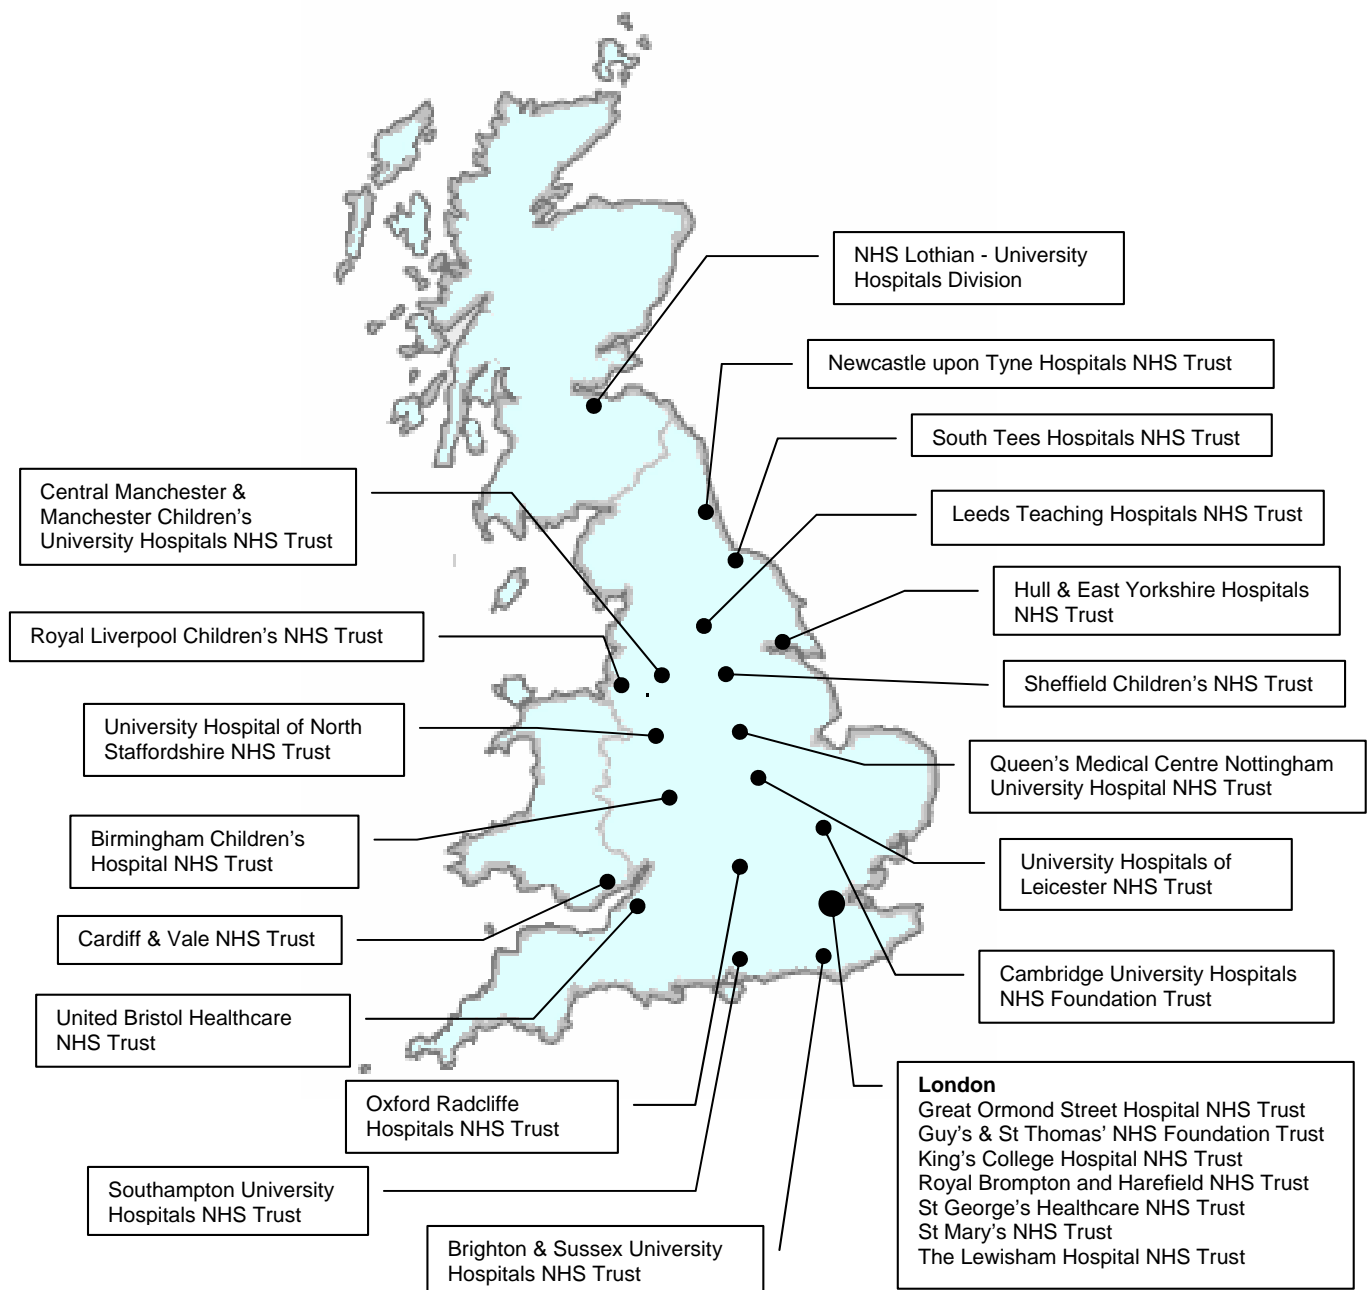 NHS Lothian - University
Hospitals Division
Newcastle upon Tyne Hospitals NHS Trust
South Tees Hospitals NHS Trust
Central Manchester &
Manchester Children's
University Hospitals NHS Trust
Leeds Teaching Hospitals NHS Trust
Hull & East Yorkshire Hospitals
NHS Trust
Royal Liverpool Children's NHS Trust
Sheffield Children's NHS Trust
University Hospital of North
Staffordshire NHS Trust
Queen's Medical Centre Nottingham
University Hospital NHS Trust
Birmingham Children's
Hospital NHS Trust
University Hospitals of
Leicester NHS Trust
Cardiff & Vale NHS Trust
Cambridge University Hospitals
NHS Foundation Trust
United Bristol Healthcare
NHS Trust
London
Great Ormond Street Hospital NHS Trust
Guy's & St Thomas' NHS Foundation Trust
King's College Hospital NHS Trust
Royal Brompton and Harefield NHS Trust
St George's Healthcare NHS Trust
St Mary's NHS Trust
The Lewisham Hospital NHS Trust
Oxford Radcliffe
Hospitals NHS Trust
Southampton University
Hospitals NHS Trust
Brighton & Sussex University
Hospitals NHS Trust